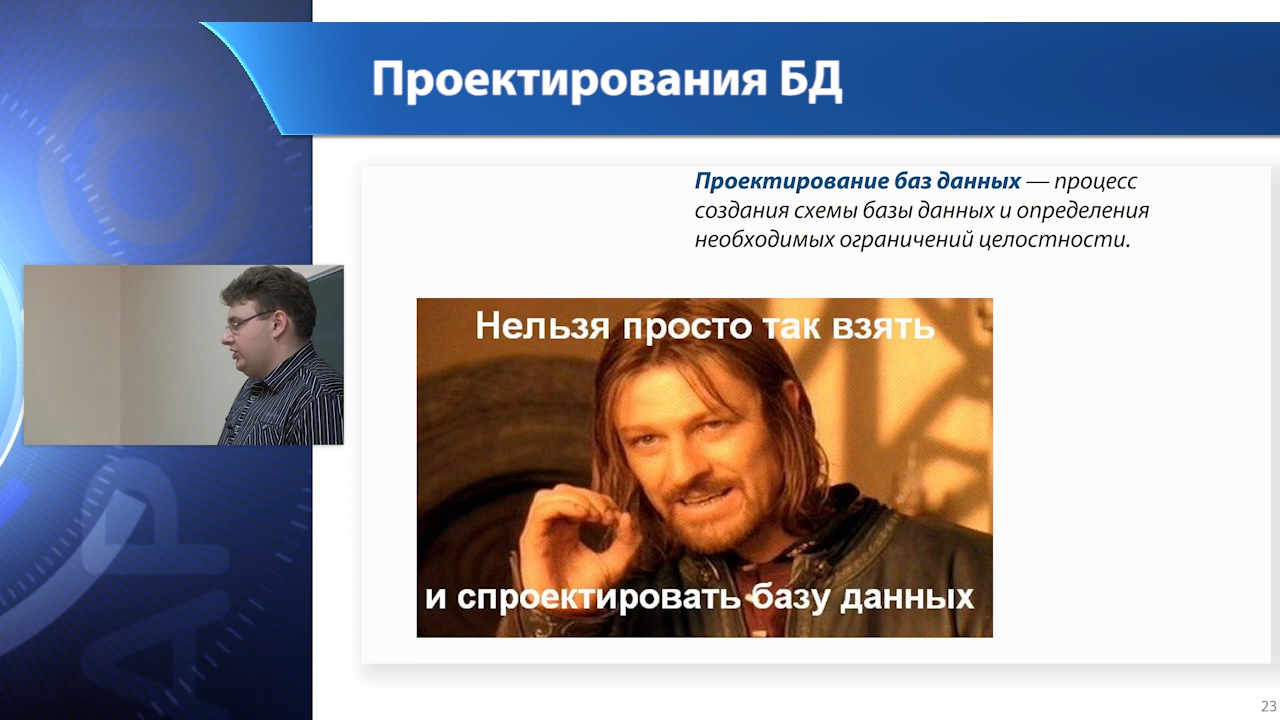 Проектирования БД
Проектирование баз данных — процесс
создания схемы базы данных и определения
необходимых ограничений целостности.
Нельзя просто так взять
и спроектировать базу данных
23